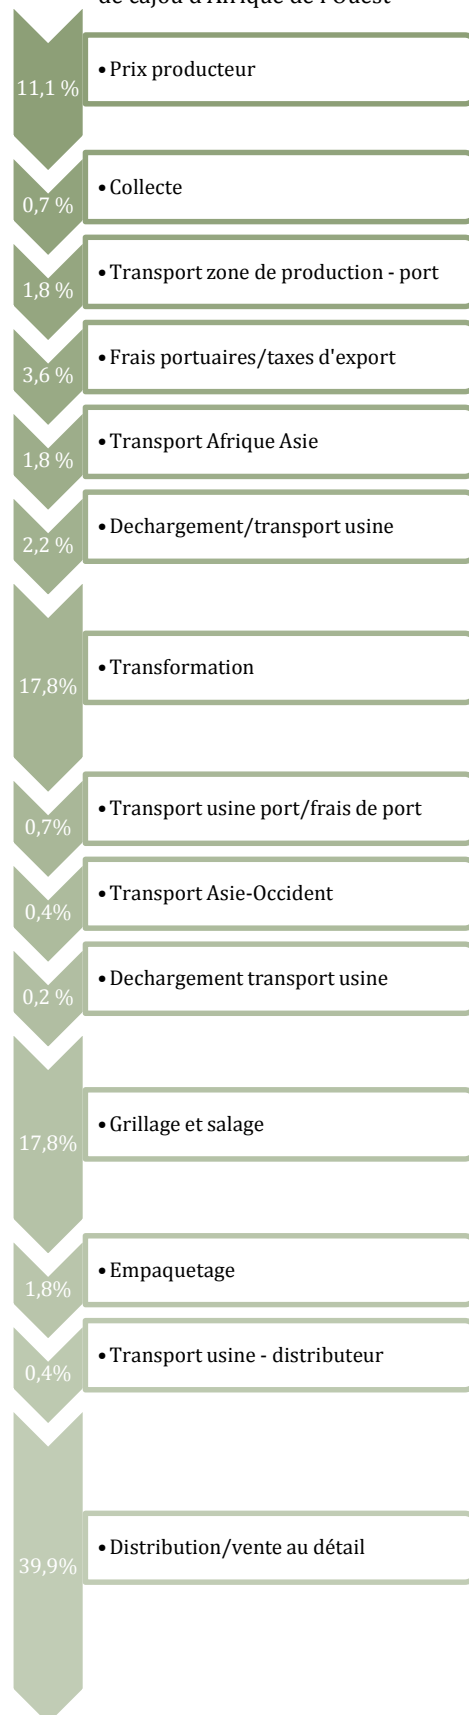 de cajou d'Afrique de l'Ouest
11,1 %
•Prix producteur
0,7 %
•Collecte
1,8 %
•Transport zone de production - port
3,6 %
•Frais portuaires/taxes d'export
1,8 %
•Transport Afrique Asie
2,2 %
•Dechargement/transport usine
17,8%
•Transformation
0,7%
•Transport usine port/frais de port
0,4%
•Transport Asie-Occident
0,2 %
•Dechargement transport usine
17,8%
•Grillage et salage
1,8%
•Empaquetage
0,4%
•Transport usine - distributeur
39,9%
•Distribution/vente au détail